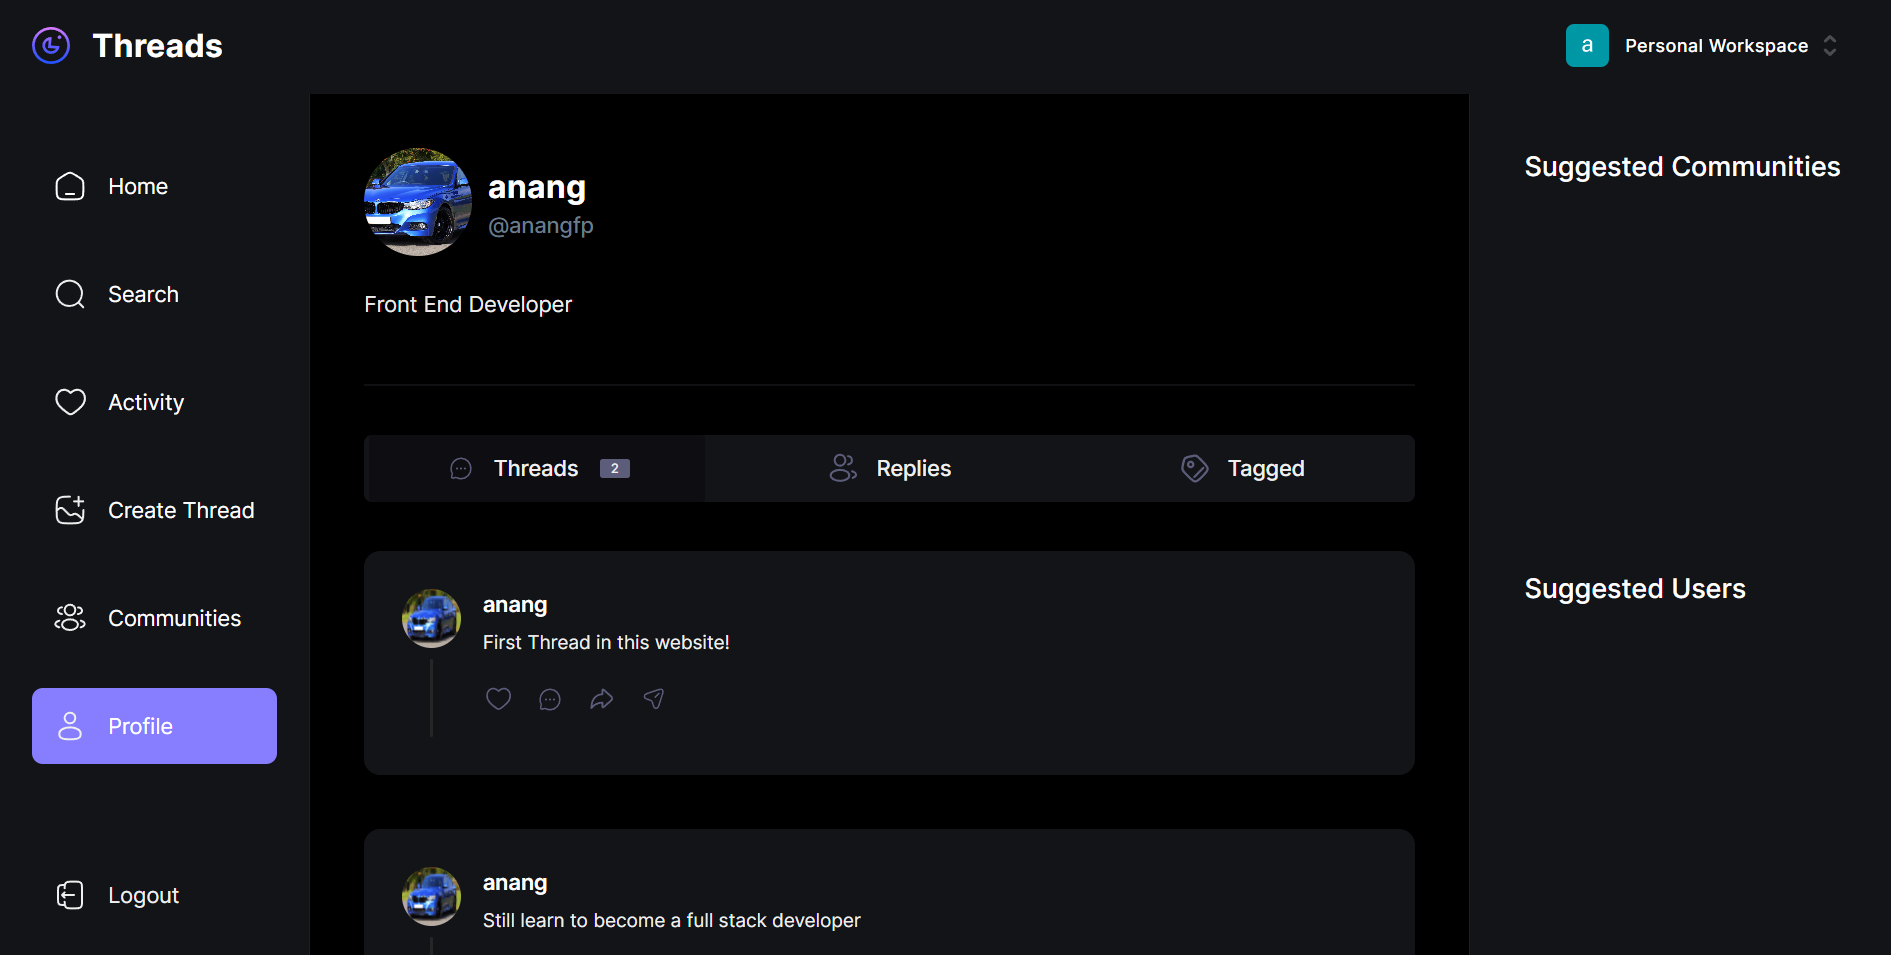 Threads
a Personal Workspace
Home
Search
Activity
Create Thread
Communities
Profile
Logout
anang
@anangfp
Front End Developer
Threads 2 Replies Tagged
anang
First Thread in this website!
anang
Still learn to become a full stack developer
Suggested Communities
Suggested Users